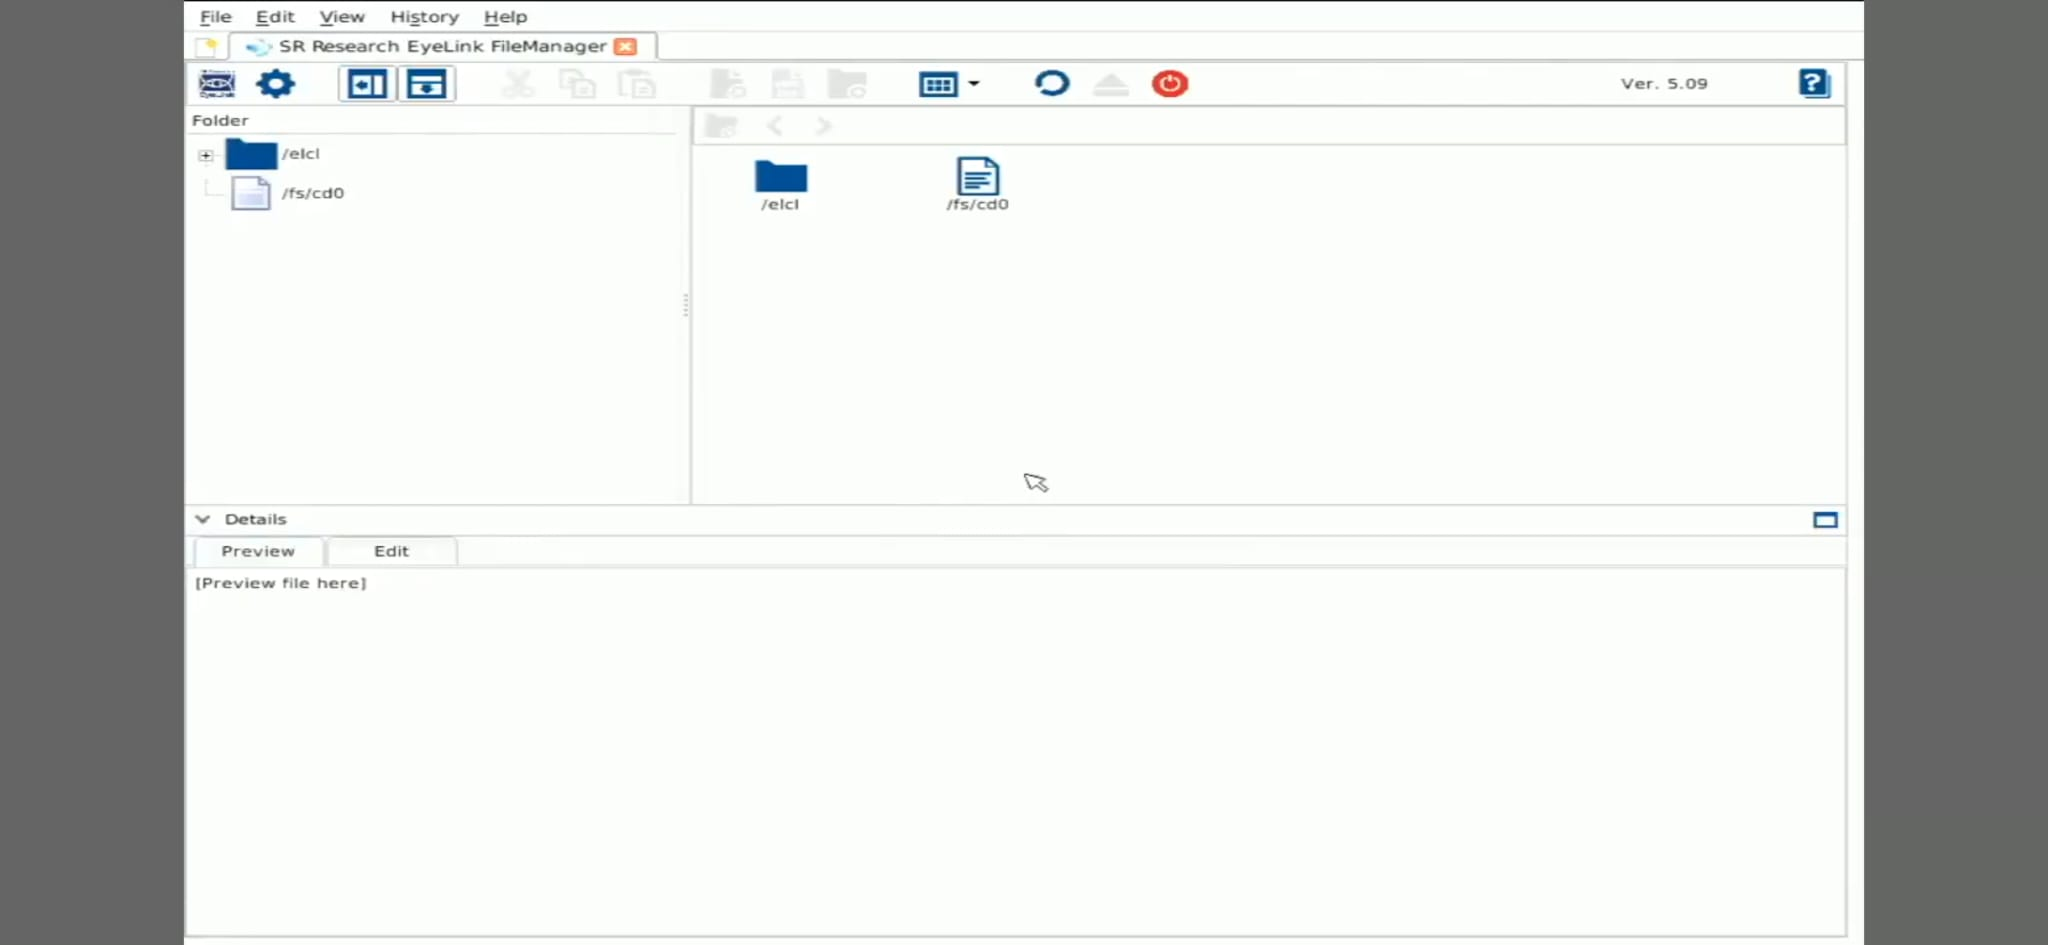 File Edit View History Help
SR Research EyeLink FileManager
Ver. 5.09
Folder
/elcl
/fs/cd0
/elcl
/fs/cd0
Details
Preview Edit
[Preview file here]